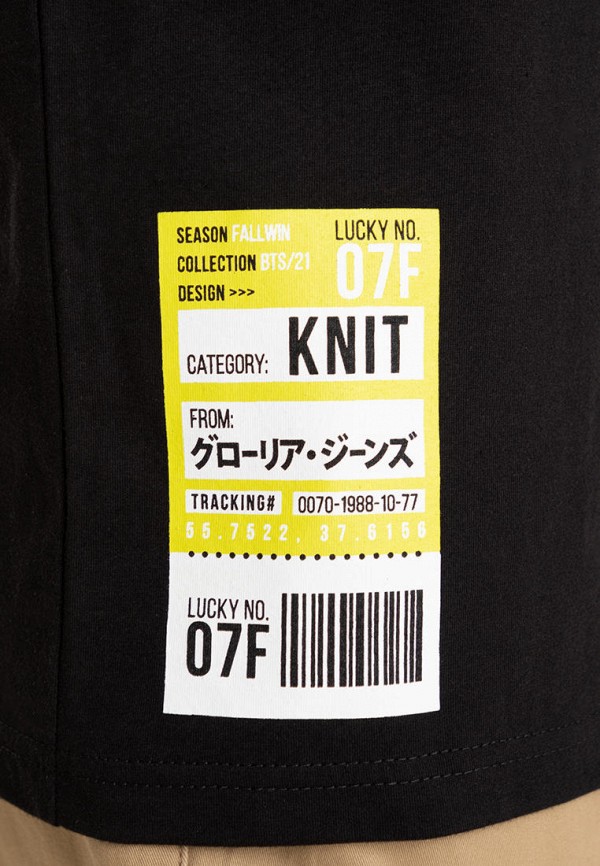 SEASON FALLWIN
COLLECTION BTS/21
DESIGN >>>
LUCKY NO.
07F
CATEGORY: KNIT
FROM:
グローリア・ジーンズ
TRACKING# 0070-1988-10-77
55.7522, 37.6156
LUCKY NO.
07F